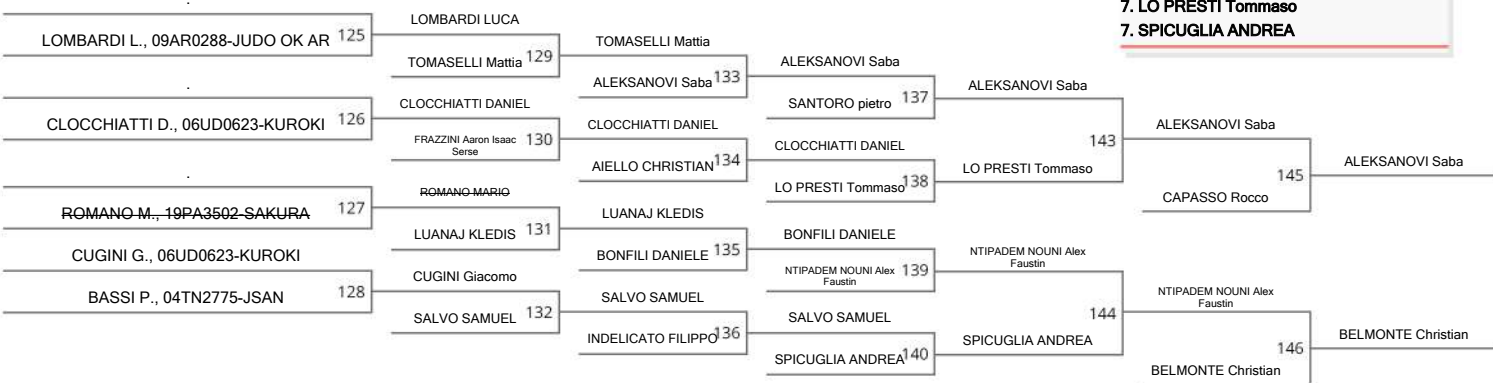 7. LO PRESTI Tommaso
7. SPICUGLIA ANDREA
.
LOMBARDI L., 09AR0288-JUDO OK AR
125
.
CLOCCHIATTI D., 06UD0623-KUROKI
126
.
ROMANO M., 19PA3502-SAKURA
127
CUGINI G., 06UD0623-KUROKI
BASSI P., 04TN2775-JSAN
128
LOMBARDI LUCA
TOMASELLI Mattia
129
CLOCCHIATTI DANIEL
FRAZZINI Aaron Isaac
Serse
130
ROMANO MARIO
LUANAJ KLEDIS
131
CUGINI Giacomo
SALVO SAMUEL
132
TOMASELLI Mattia
ALEKSANOVI Saba
133
CLOCCHIATTI DANIEL
AIELLO CHRISTIAN
134
LUANAJ KLEDIS
BONFILI DANIELE
135
SALVO SAMUEL
INDELICATO FILIPPO
136
ALEKSANOVI Saba
SANTORO pietro
137
CLOCCHIATTI DANIEL
LO PRESTI Tommaso
138
BONFILI DANIELE
NTIPADEM NOUNI Alex
Faustin
139
SALVO SAMUEL
SPICUGLIA ANDREA
140
ALEKSANOVI Saba
143
LO PRESTI Tommaso
NTIPADEM NOUNI Alex
Faustin
144
SPICUGLIA ANDREA
ALEKSANOVI Saba
145
CAPASSO Rocco
NTIPADEM NOUNI Alex
Faustin
146
BELMONTE Christian
ALEKSANOVI Saba
BELMONTE Christian